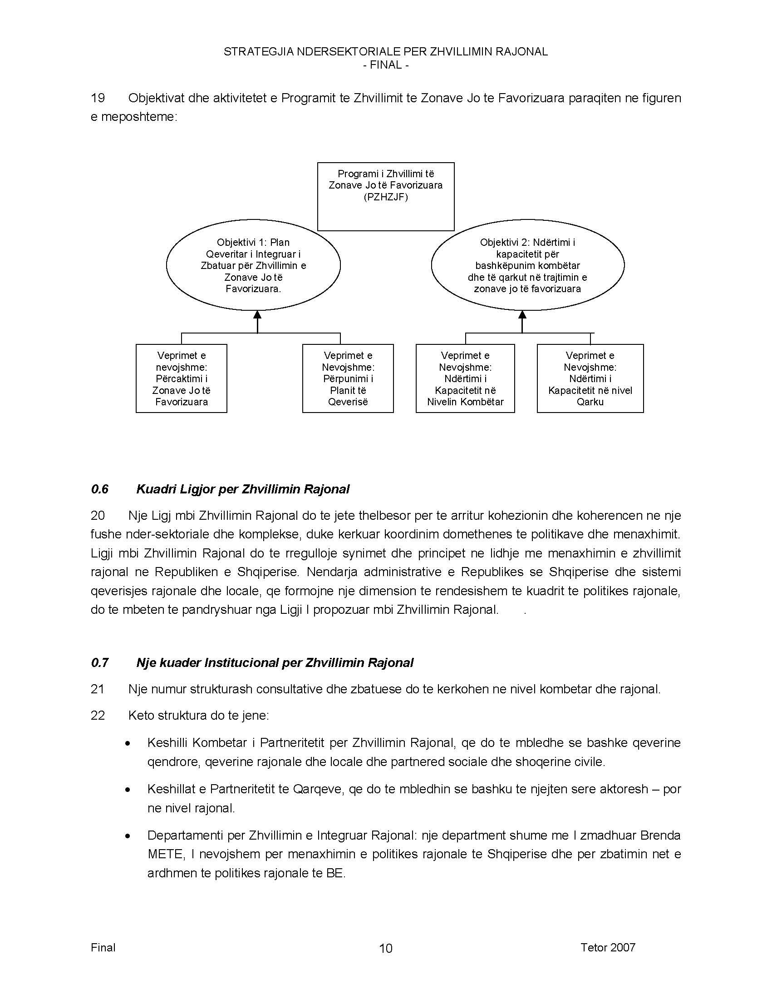 STRATEGJIA NDERSEKTORIALE PER ZHVILLIMIN RAJONAL
- FINAL -
19 Objektivat dhe aktivitetet e Programit te Zhvillimit te Zonave Jo te Favorizuara paraqiten ne figuren
e meposhteme:
Programi i Zhvillimi të
Zonave Jo të Favorizuara
(PZHZJF)
Objektivi 1: Plan
Qeveritar i Integruar i
Zbatuar për Zhvillimin e
Zonave Jo të
Favorizuara.
Objektivi 2: Ndërtimi i
kapacitetit për
bashkëpunim kombëtar
dhe të qarkut në trajtimin e
zonave jo të favorizuara
Veprimet e
nevojshme:
Përcaktimi i
Zonave Jo të
Favorizuara
Veprimet e
Nevojshme:
Përpunimi i
Planit të
Qeverisë
Veprimet e
Nevojshme:
Ndërtimi i
Kapacitetit në
Nivelin Kombëtar
Veprimet e
Nevojshme:
Ndërtimi i
Kapacitetit në nivel
Qarku
0.6 Kuadri Ligjor per Zhvillimin Rajonal
20 Nje Ligj mbi Zhvillimin Rajonal do te jete thelbesor per te arritur kohezionin dhe koherencen ne nje
fushe nder-sektoriale dhe komplekse, duke kerkuar koordinim domethenes te politikave dhe menaxhimit.
Ligji mbi Zhvillimin Rajonal do te rregulloje synimet dhe principet ne lidhje me menaxhimin e zhvillimit
rajonal ne Republiken e Shqiperise. Nendarja administrative e Republikes se Shqiperise dhe sistemi
qeverisjes rajonale dhe locale, qe formojne nje dimension te rendesishem te kuadrit te politikes rajonale,
do te mbeten te pandryshuar nga Ligji I propozuar mbi Zhvillimin Rajonal. .
0.7 Nje kuader Institucional per Zhvillimin Rajonal
21 Nje numur strukturash consultative dhe zbatuese do te kerkohen ne nivel kombetar dhe rajonal.
22 Keto struktura do te jene:
• Keshilli Kombetar i Partneritetit per Zhvillimin Rajonal, qe do te mbledhe se bashke qeverine
qendrore, qeverine rajonale dhe locale dhe partnered sociale dhe shoqerine civile.
• Keshillat e Partneritetit te Qarqeve, qe do te mbledhin se bashku te njejten sere aktoresh – por
ne nivel rajonal.
• Departamenti per Zhvillimin e Integruar Rajonal: nje department shume me I zmadhuar Brenda
METE, I nevojshem per menaxhimin e politikes rajonale te Shqiperise dhe per zbatimin net e
ardhmen te politikes rajonale te BE.
Final 10 Tetor 2007